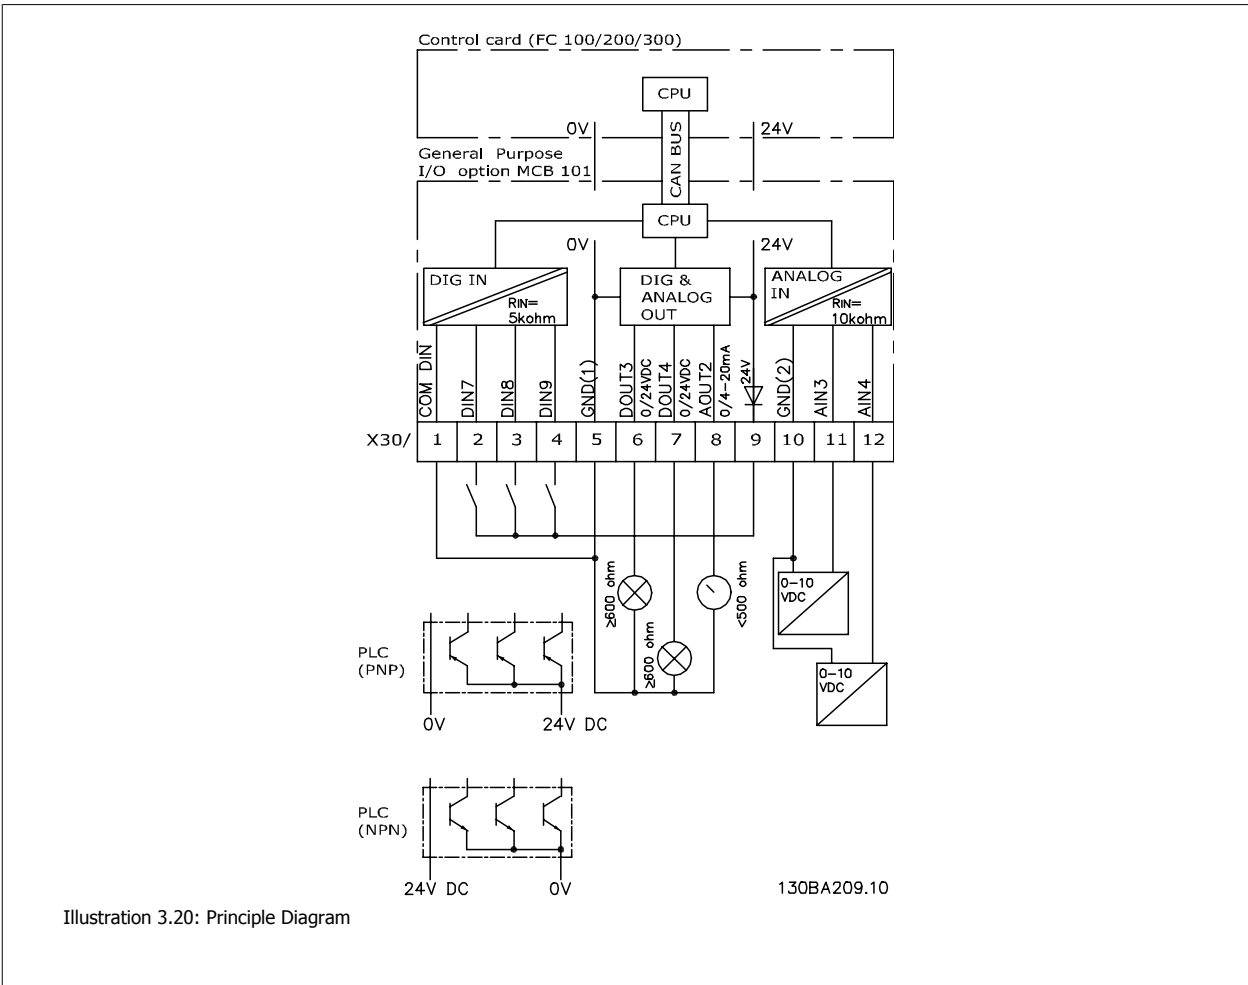 Control card (FC 100/200/300)
CPU
0V
24V
CAN BUS
General Purpose
I/O option MCB 101
CPU
0V
24V
DIG IN
RIN=
5kohm
DIG &
ANALOG
OUT
ANALOG
IN
RIN=
10kohm
COM DIN
DIN7
DIN8
DIN9
GND(1)
DOUT3
0/24VDC
DOUT4
0/24VDC
AOUT2
0/4-20mA
24V
GND(2)
AIN3
AIN4
X30/
1
2
3
4
5
6
7
8
9
10
11
12
≥600 ohm
≥600 ohm
<500 ohm
0-10
VDC
0-10
VDC
PLC
(PNP)
0V
24V DC
PLC
(NPN)
24V DC
0V
130BA209.10
Illustration 3.20: Principle Diagram